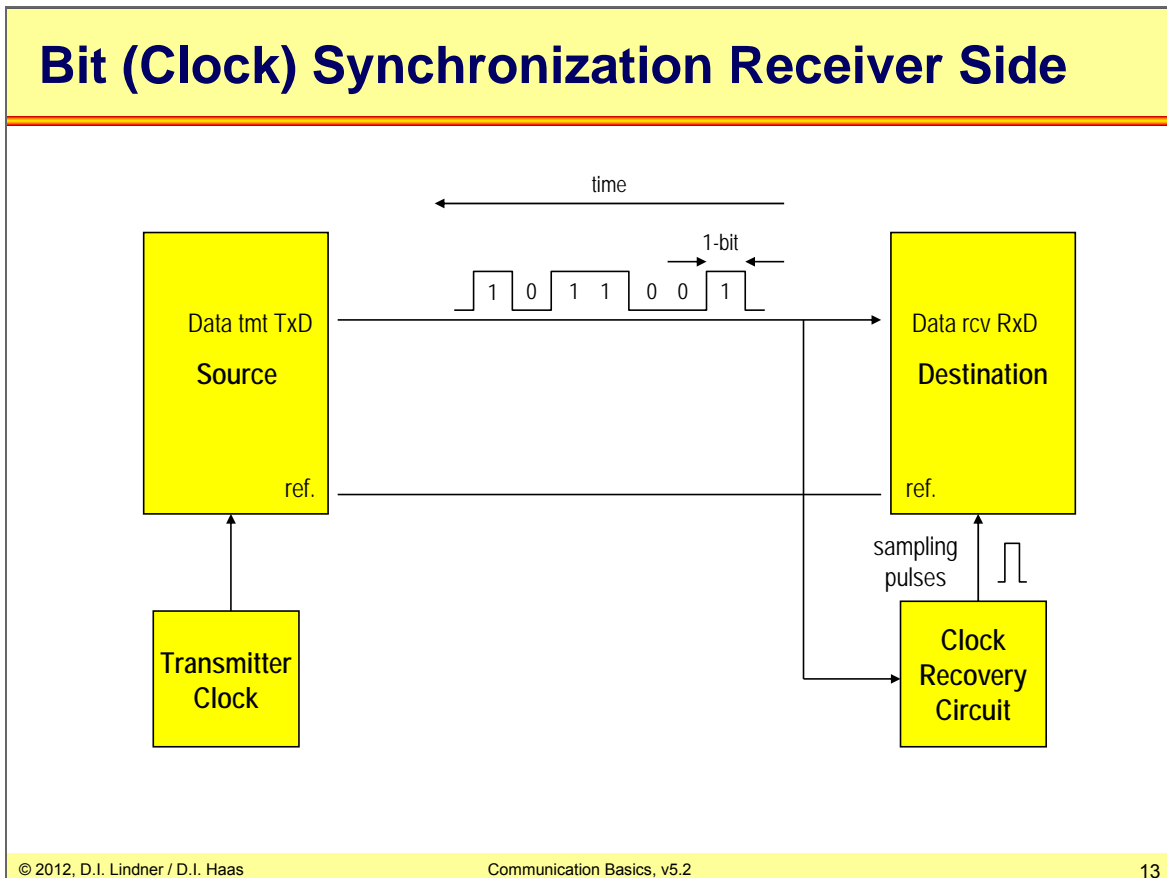 Bit (Clock) Synchronization Receiver Side
time
1-bit
1 0 1 1 0 0 1
Data tmt TxD
Source
ref.
Data rcv RxD
Destination
ref.
sampling
pulses
Transmitter
Clock
Clock
Recovery
Circuit
© 2012, D.I. Lindner / D.I. Haas
Communication Basics, v5.2
13